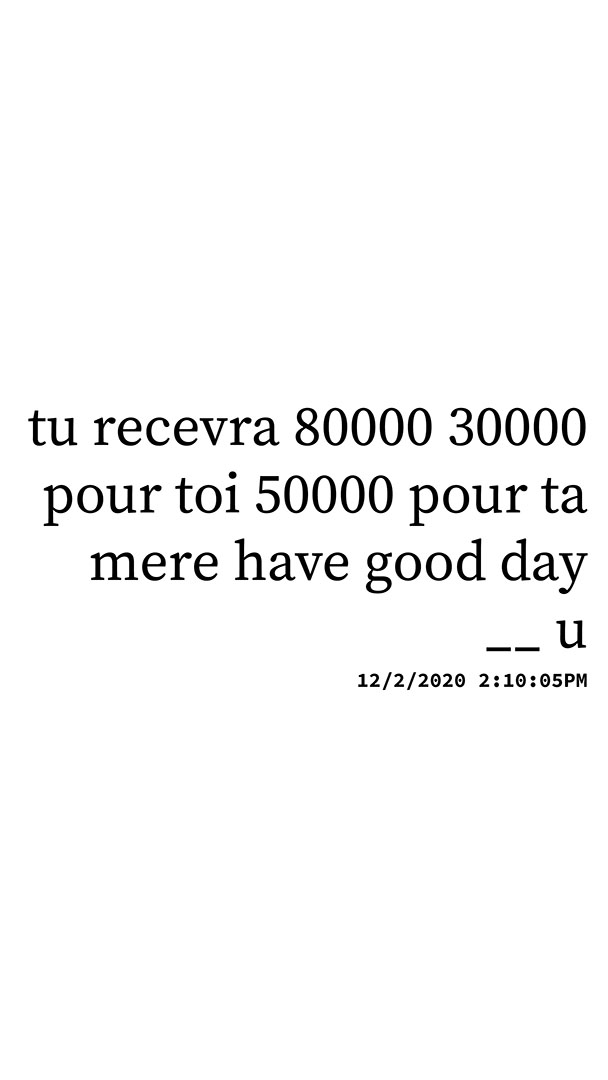 tu recevra 80000 30000
pour toi 50000 pour ta
mere have good day
__ u
12/2/2020 2:10:05PM